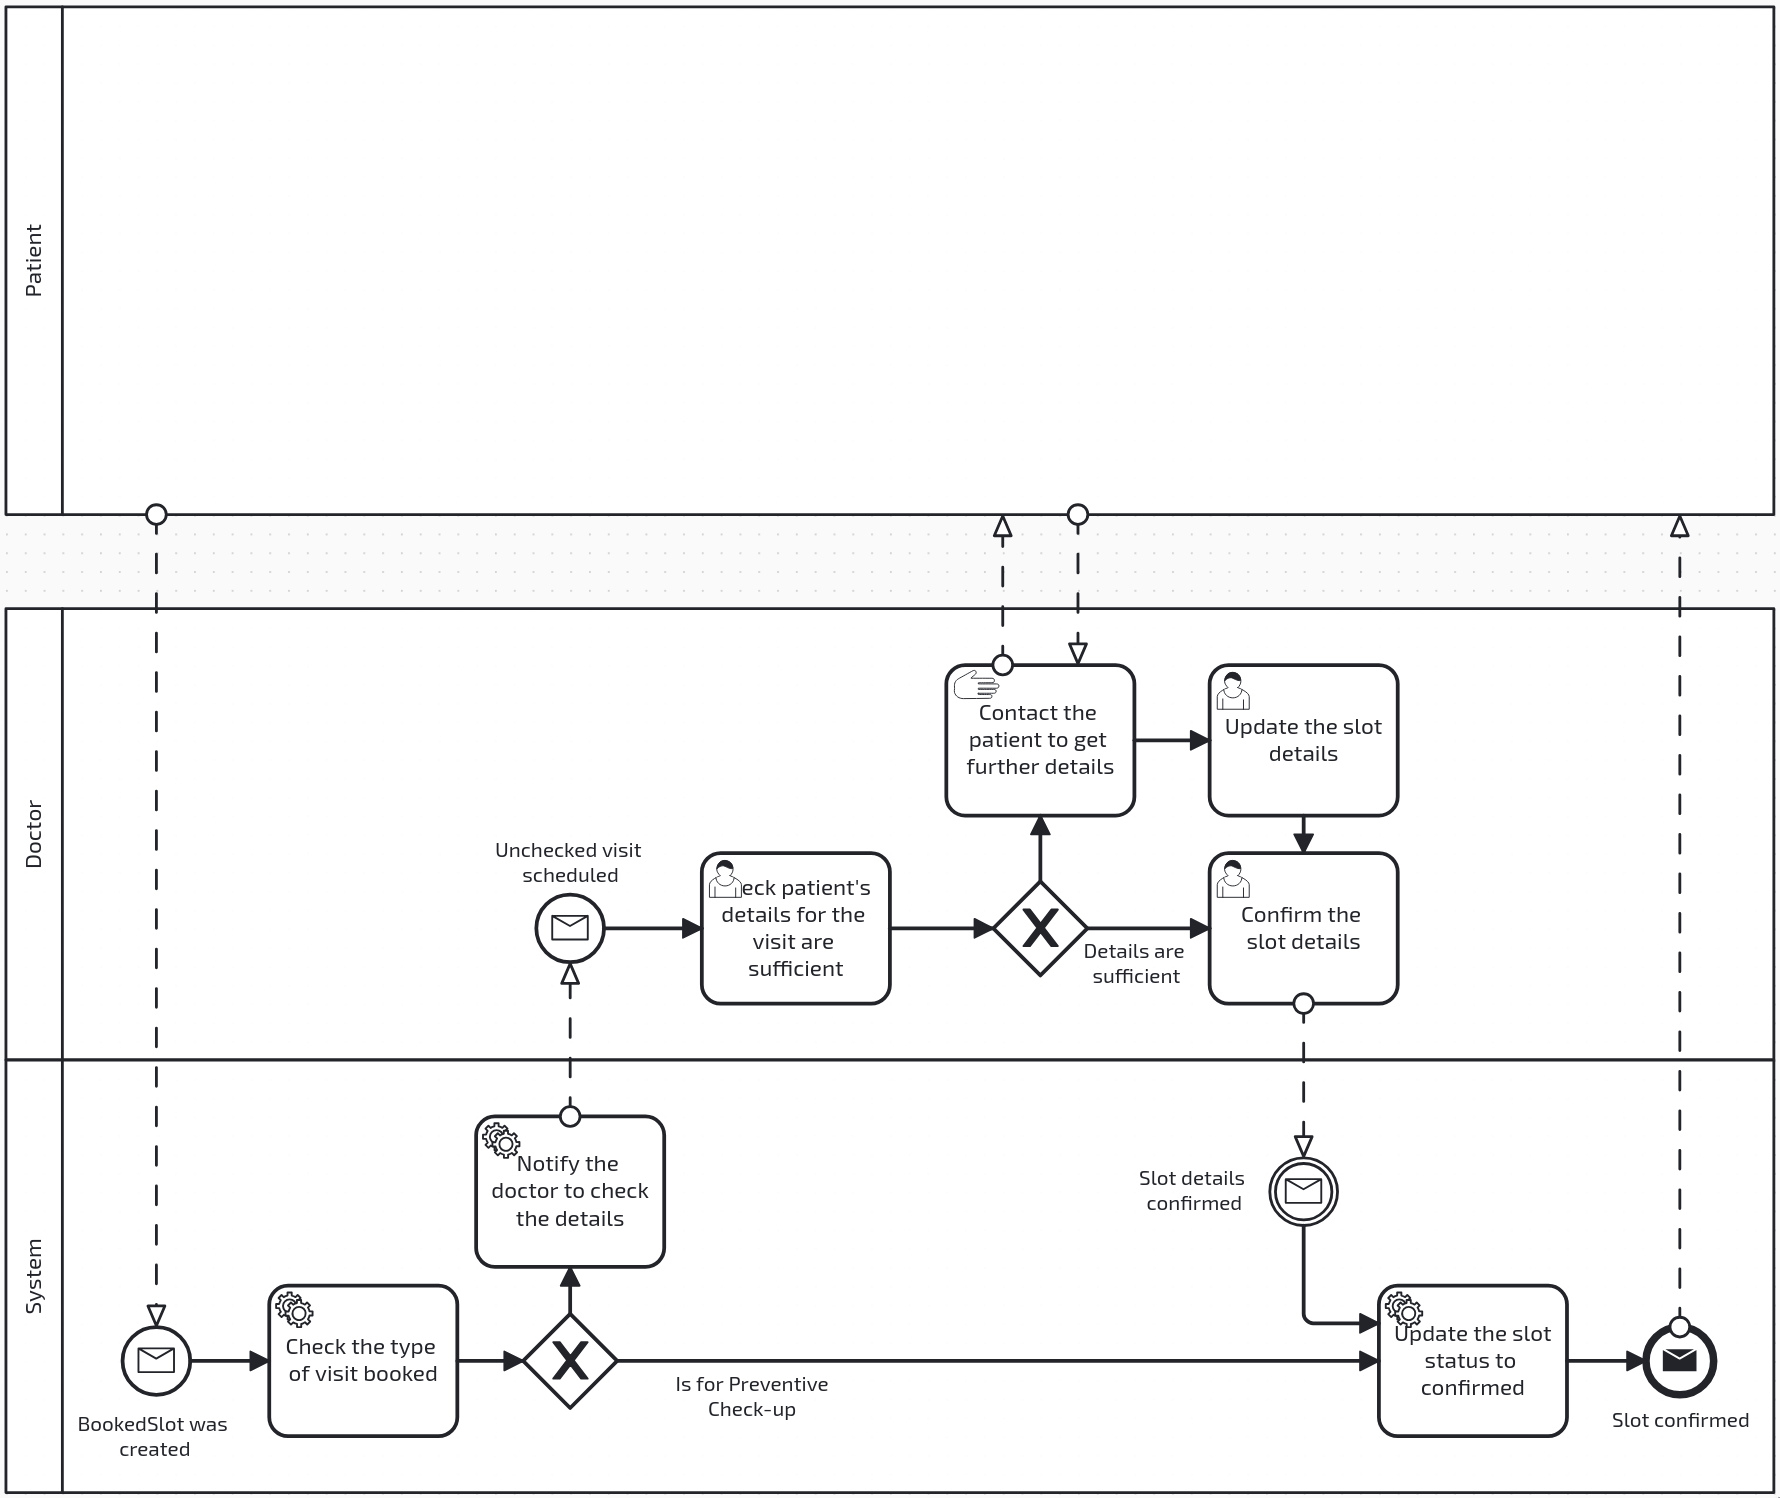 Patient
Doctor
Contact the
patient to get
further details
Update the slot
details
Unchecked visit
scheduled
eck patient's
details for the
visit are
sufficient
Details are
sufficient
Confirm the
slot details
System
Notify the
doctor to check
the details
Slot details
confirmed
BookedSlot was
created
Check the type
of visit booked
Is for Preventive
Check-up
Update the slot
status to
confirmed
Slot confirmed